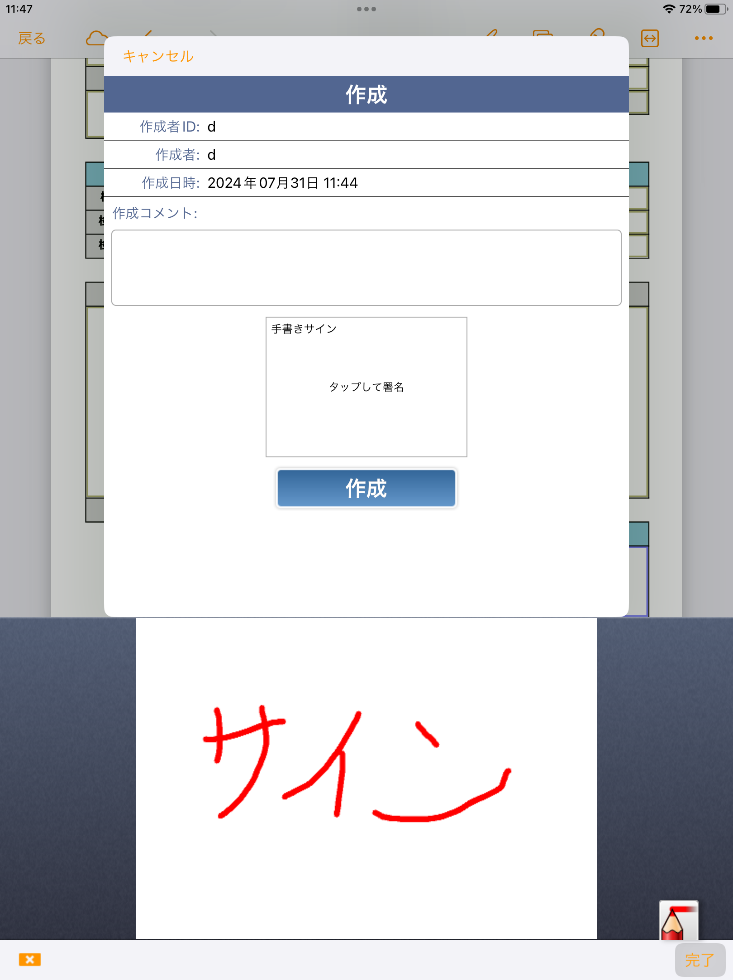 11:47
72%
戻る
キャンセル
作成
作成者ID: d
作成者: d
作成日時: 2024年07月31日 11:44
作成コメント:
手書きサイン
タップして署名
作成
サイン
完了